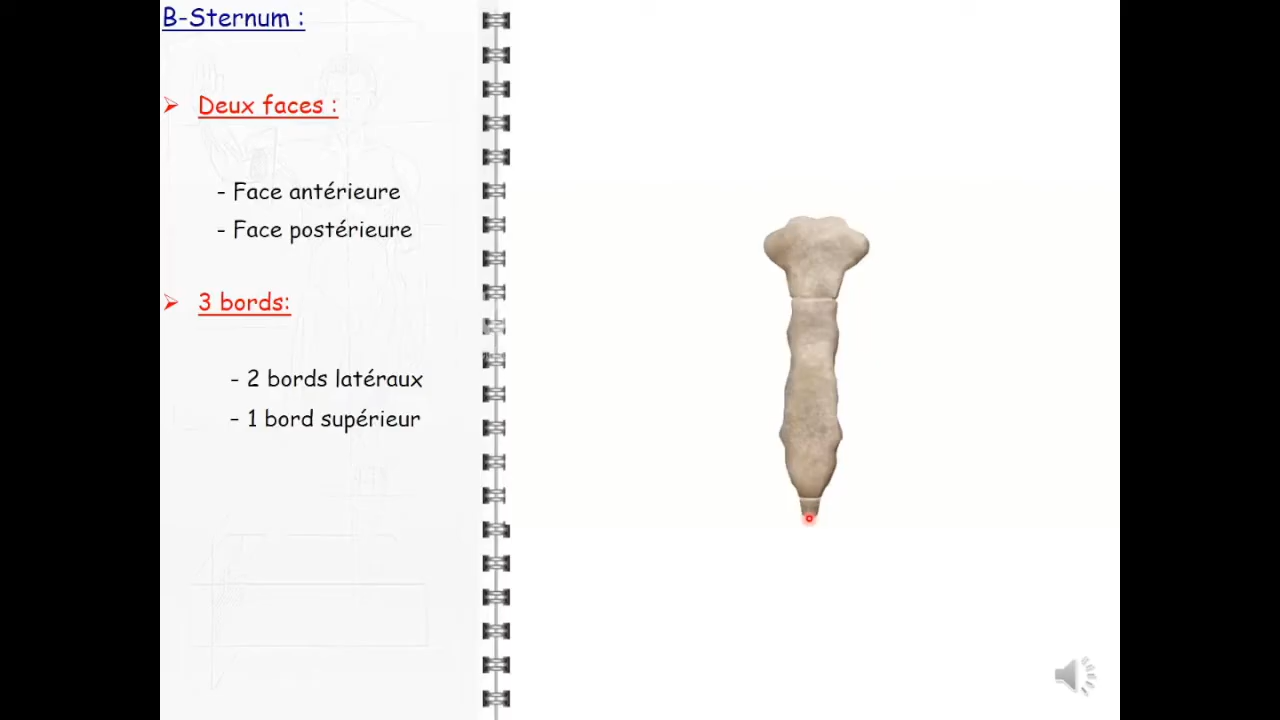 B-Sternum :
Deux faces :
- Face antérieure
- Face postérieure
3 bords:
- 2 bords latéraux
- 1 bord supérieur